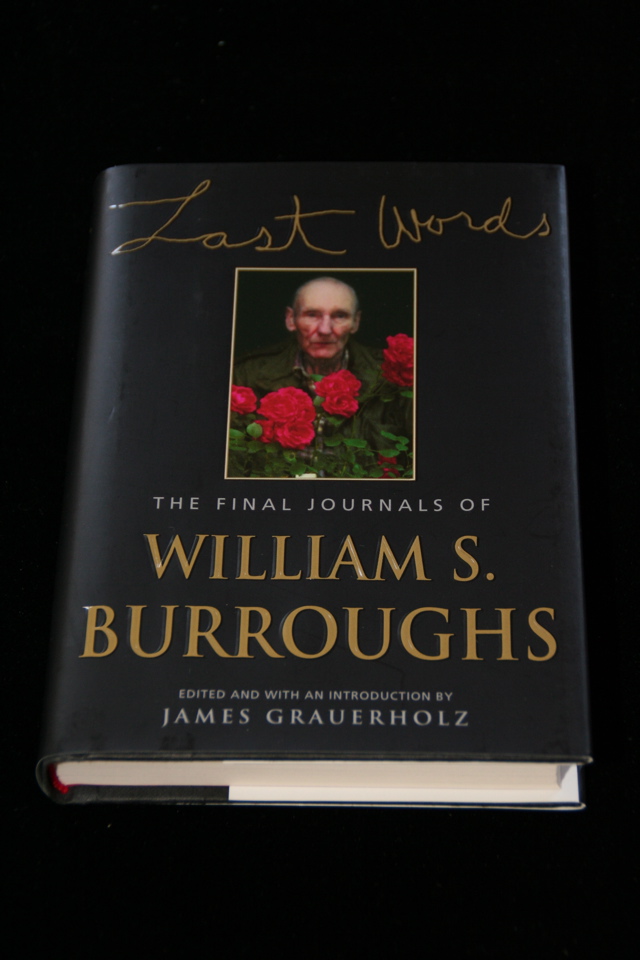 Last Words
THE FINAL JOURNALS OF
WILLIAM S.
BURROUGHS
EDITED AND WITH AN INTRODUCTION BY
JAMES GRAUERHOLZ